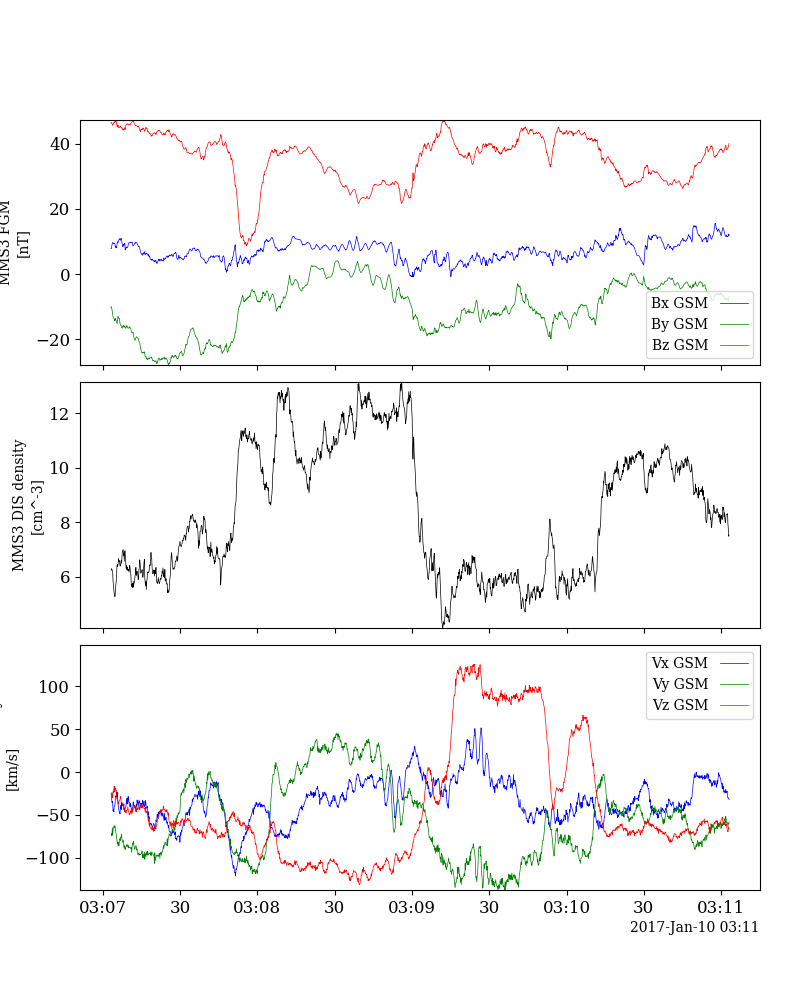 40
20
0
−20
MMS3 FGM
[nT]
Bx GSM
By GSM
Bz GSM
12
10
8
6
MMS3 DIS density
[cm^-3]
100
50
0
−50
−100
[km/s]
Vx GSM
Vy GSM
Vz GSM
03:07 30 03:08 30 03:09 30 03:10 30 03:11
2017-Jan-10 03:11